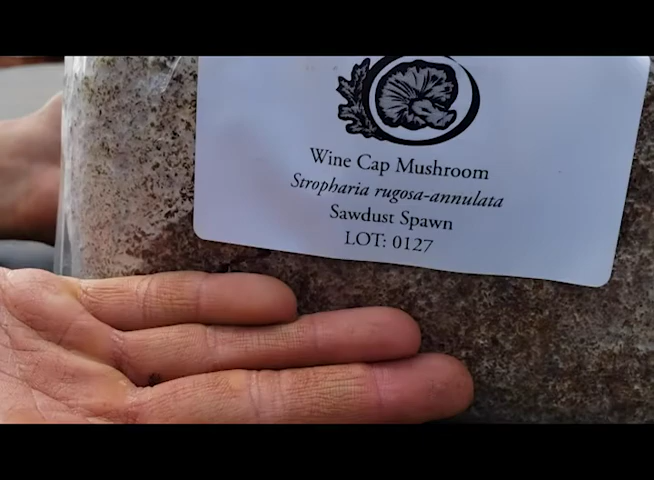 Wine Cap Mushroom
Stropharia rugosa-annulata
Sawdust Spawn
LOT: 0127